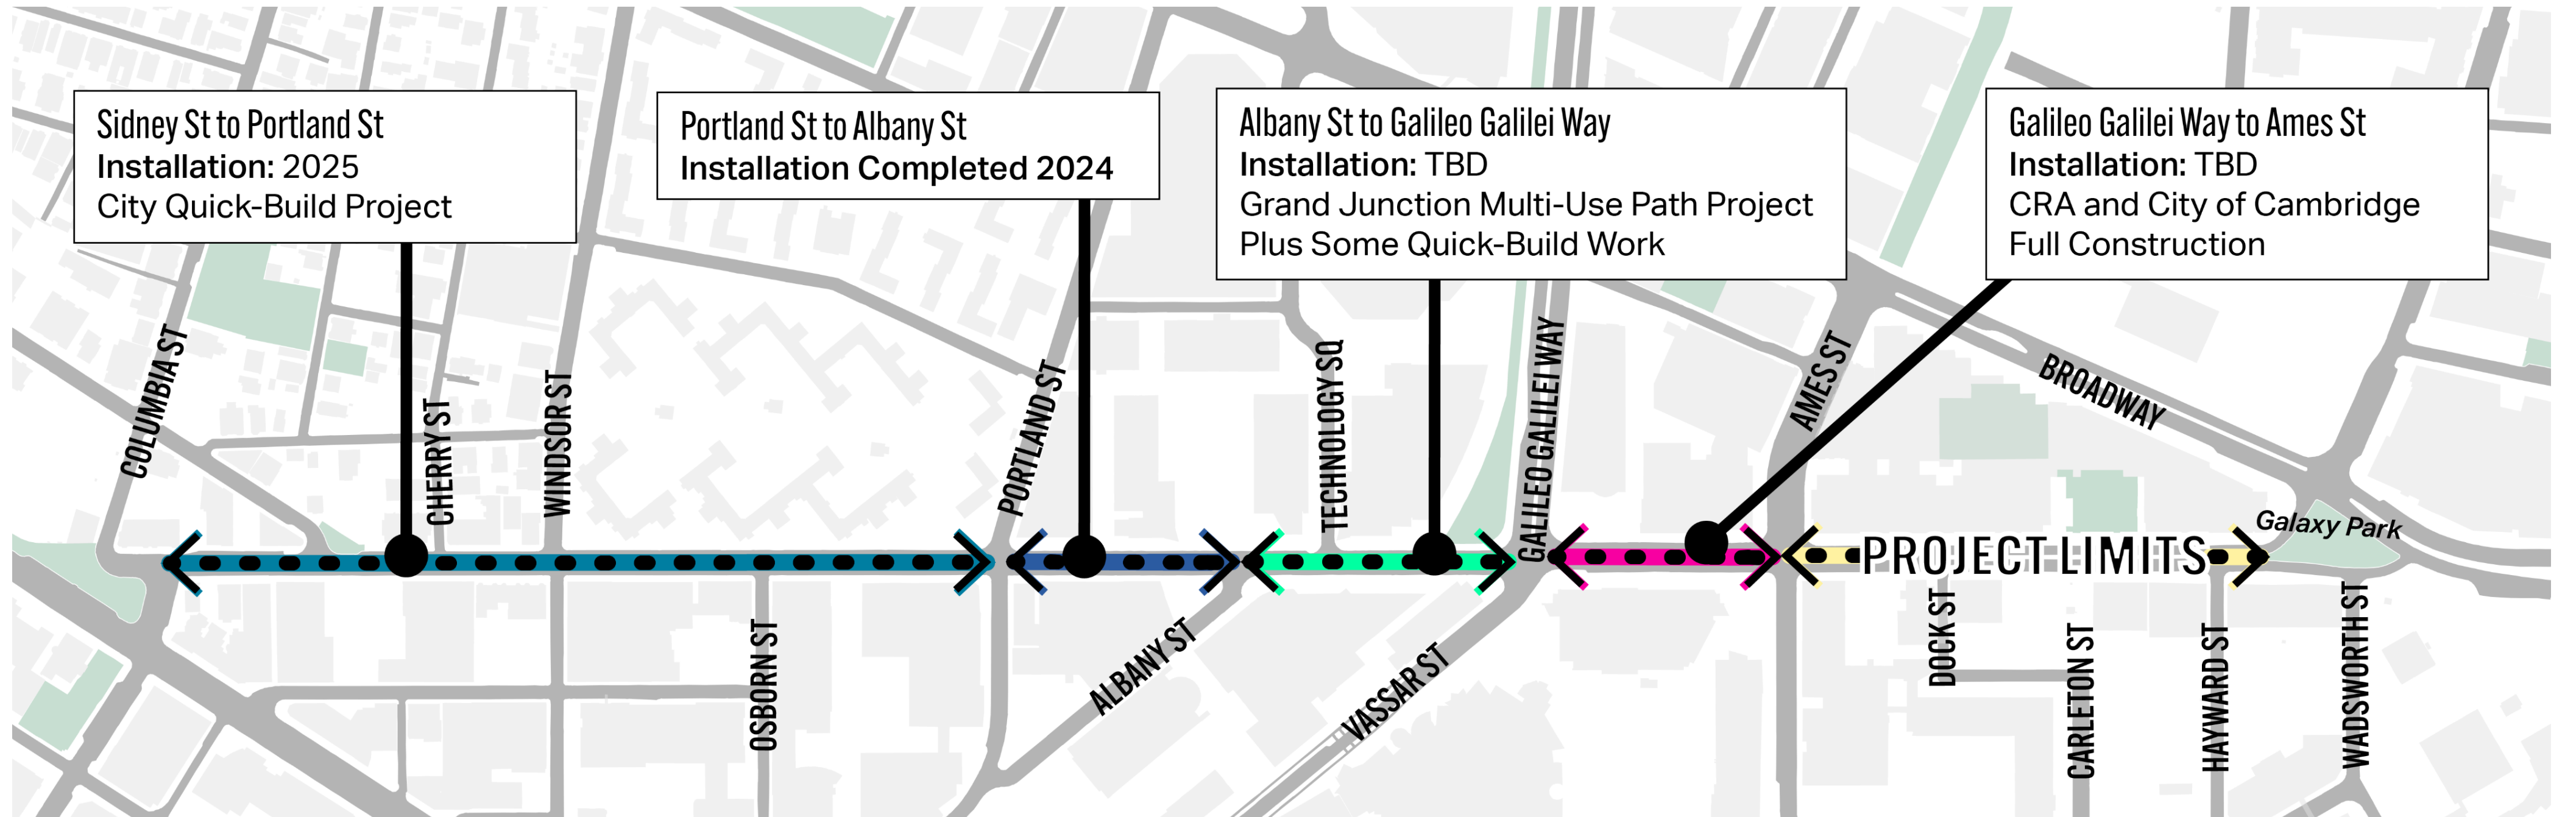 Sidney St to Portland St
Installation: 2025
City Quick-Build Project
Portland St to Albany St
Installation Completed 2024
Albany St to Galileo Galilei Way
Installation: TBD
Grand Junction Multi-Use Path Project
Plus Some Quick-Build Work
Galileo Galilei Way to Ames St
Installation: TBD
CRA and City of Cambridge
Full Construction
COLUMBIA ST
CHERRY ST
WINDSOR ST
PORTLAND ST
TECHNOLOGY SQ
GALILEO GALILEI WAY
AMES ST
BROADWAY
Galaxy Park
PROJECT LIMITS
OSBORN ST
ALBANY ST
VASSAR ST
DOCK ST
CARLETON ST
HAYWARD ST
WADSWORTH ST